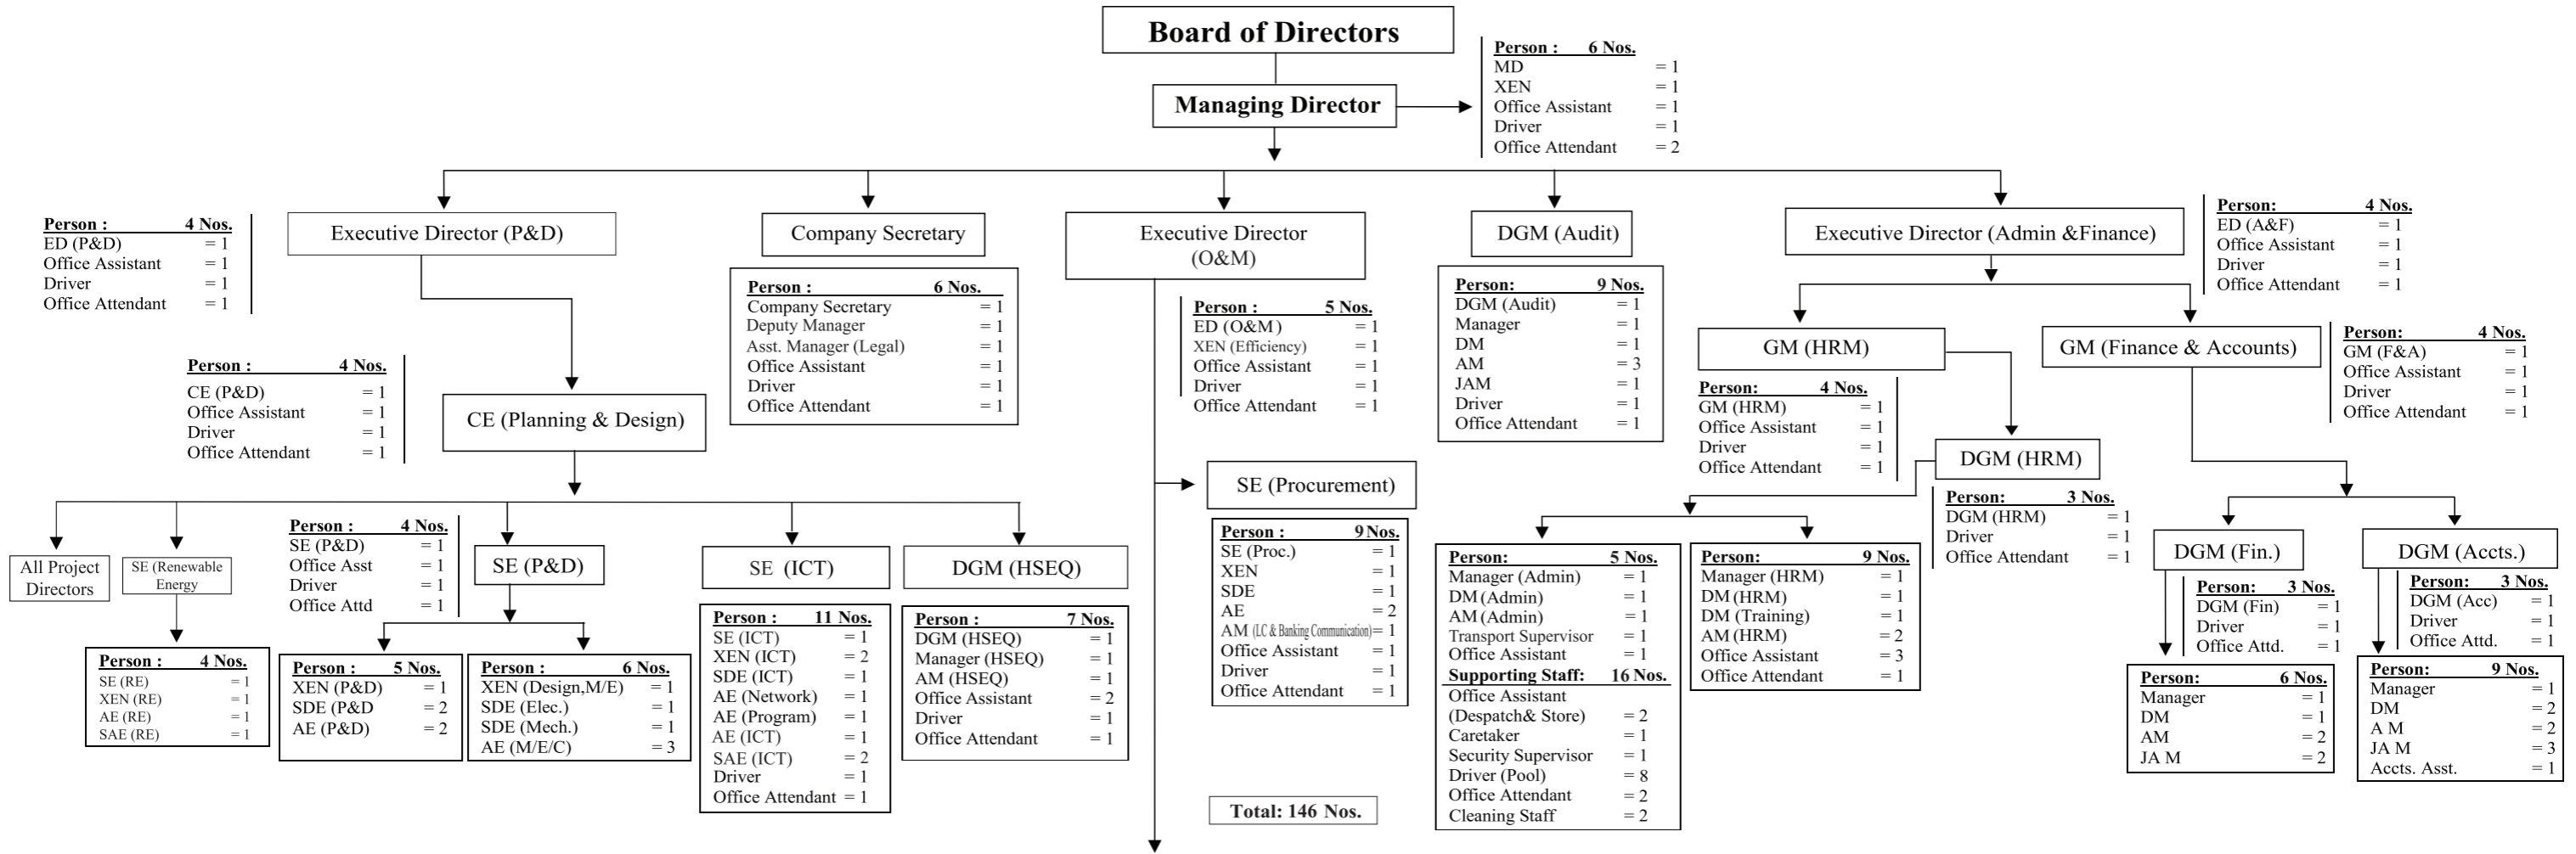 Board of Directors
Managing Director
Person : 6 Nos.
MD = 1
XEN = 1
Office Assistant = 1
Driver = 1
Office Attendant = 2
Person : 4 Nos.
ED (P&D) = 1
Office Assistant = 1
Driver = 1
Office Attendant = 1
Executive Director (P&D)
Company Secretary
Executive Director
(O&M)
DGM (Audit)
Executive Director (Admin &Finance)
Person : 4 Nos.
ED (A&F) = 1
Office Assistant = 1
Driver = 1
Office Attendant = 1
Person : 6 Nos.
Company Secretary = 1
Deputy Manager = 1
Asst. Manager (Legal) = 1
Office Assistant = 1
Driver = 1
Office Attendant = 1
Person : 5 Nos.
ED (O&M ) = 1
XEN (Efficiency) = 1
Office Assistant = 1
Driver = 1
Office Attendant = 1
Person: 9 Nos.
DGM (Audit) = 1
Manager = 1
DM = 1
AM = 3
JAM = 1
Driver = 1
Office Attendant = 1
GM (HRM)
GM (Finance & Accounts)
Person : 4 Nos.
GM (F&A) = 1
Office Assistant = 1
Driver = 1
Office Attendant = 1
Person : 4 Nos.
CE (P&D) = 1
Office Assistant = 1
Driver = 1
Office Attendant = 1
CE (Planning & Design)
Person: 4 Nos.
GM (HRM) = 1
Office Assistant = 1
Driver = 1
Office Attendant = 1
DGM (HRM)
Person: 3 Nos.
DGM (HRM) = 1
Driver = 1
Office Attendant = 1
SE (Procurement)
Person : 9 Nos.
SE (Proc.) = 1
XEN = 1
SDE = 1
AE = 2
AM (LC & Banking Communication)= 1
Office Assistant = 1
Driver = 1
Office Attendant = 1
All Project
Directors
SE (Renewable
Energy
Person : 4 Nos.
SE (P&D) = 1
Office Asst = 1
Driver = 1
Office Attd = 1
SE (P&D)
SE (ICT)
DGM (HSEQ)
Person : 4 Nos.
SE (RE) = 1
XEN (RE) = 1
AE (RE) = 1
SAE (RE) = 1
Person : 5 Nos.
XEN (P&D) = 1
SDE (P&D = 2
AE (P&D) = 2
Person : 6 Nos.
XEN (Design,M/E) = 1
SDE (Elec.) = 1
SDE (Mech.) = 1
AE (M/E/C) = 3
Person : 11 Nos.
SE (ICT) = 1
XEN (ICT) = 2
SDE (ICT) = 1
AE (Network) = 1
AE (Program) = 1
AE (ICT) = 1
SAE (ICT) = 2
Driver = 1
Office Attendant = 1
Person : 7 Nos.
DGM (HSEQ) = 1
Manager (HSEQ) = 1
AM (HSEQ) = 1
Office Assistant = 2
Driver = 1
Office Attendant = 1
Person: 5 Nos.
Manager (Admin) = 1
DM (Admin) = 1
AM (Admin) = 1
Transport Supervisor = 1
Office Assistant = 1
Supporting Staff: 16 Nos.
Office Assistant
(Despatch& Store) = 2
Caretaker = 1
Security Supervisor = 1
Driver (Pool) = 8
Office Attendant = 2
Cleaning Staff = 2
Person: 9 Nos.
Manager (HRM) = 1
DM (HRM) = 1
DM (Training) = 1
AM (HRM) = 2
Office Assistant = 3
Office Attendant = 1
DGM (Fin.)
DGM (Accts.)
Person: 3 Nos.
DGM (Fin) = 1
Driver = 1
Office Attd. = 1
Person: 3 Nos.
DGM (Acc) = 1
Driver = 1
Office Attd. = 1
Person: 6 Nos.
Manager = 1
DM = 1
AM = 2
JA M = 2
Person: 9 Nos.
Manager = 1
DM = 2
A M = 2
JA M = 3
Accts. Asst. = 1
Total: 146 Nos.